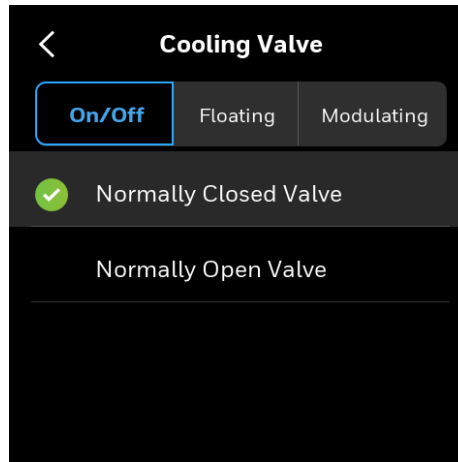 Cooling Valve
On/Off Floating Modulating
Normally Closed Valve
Normally Open Valve